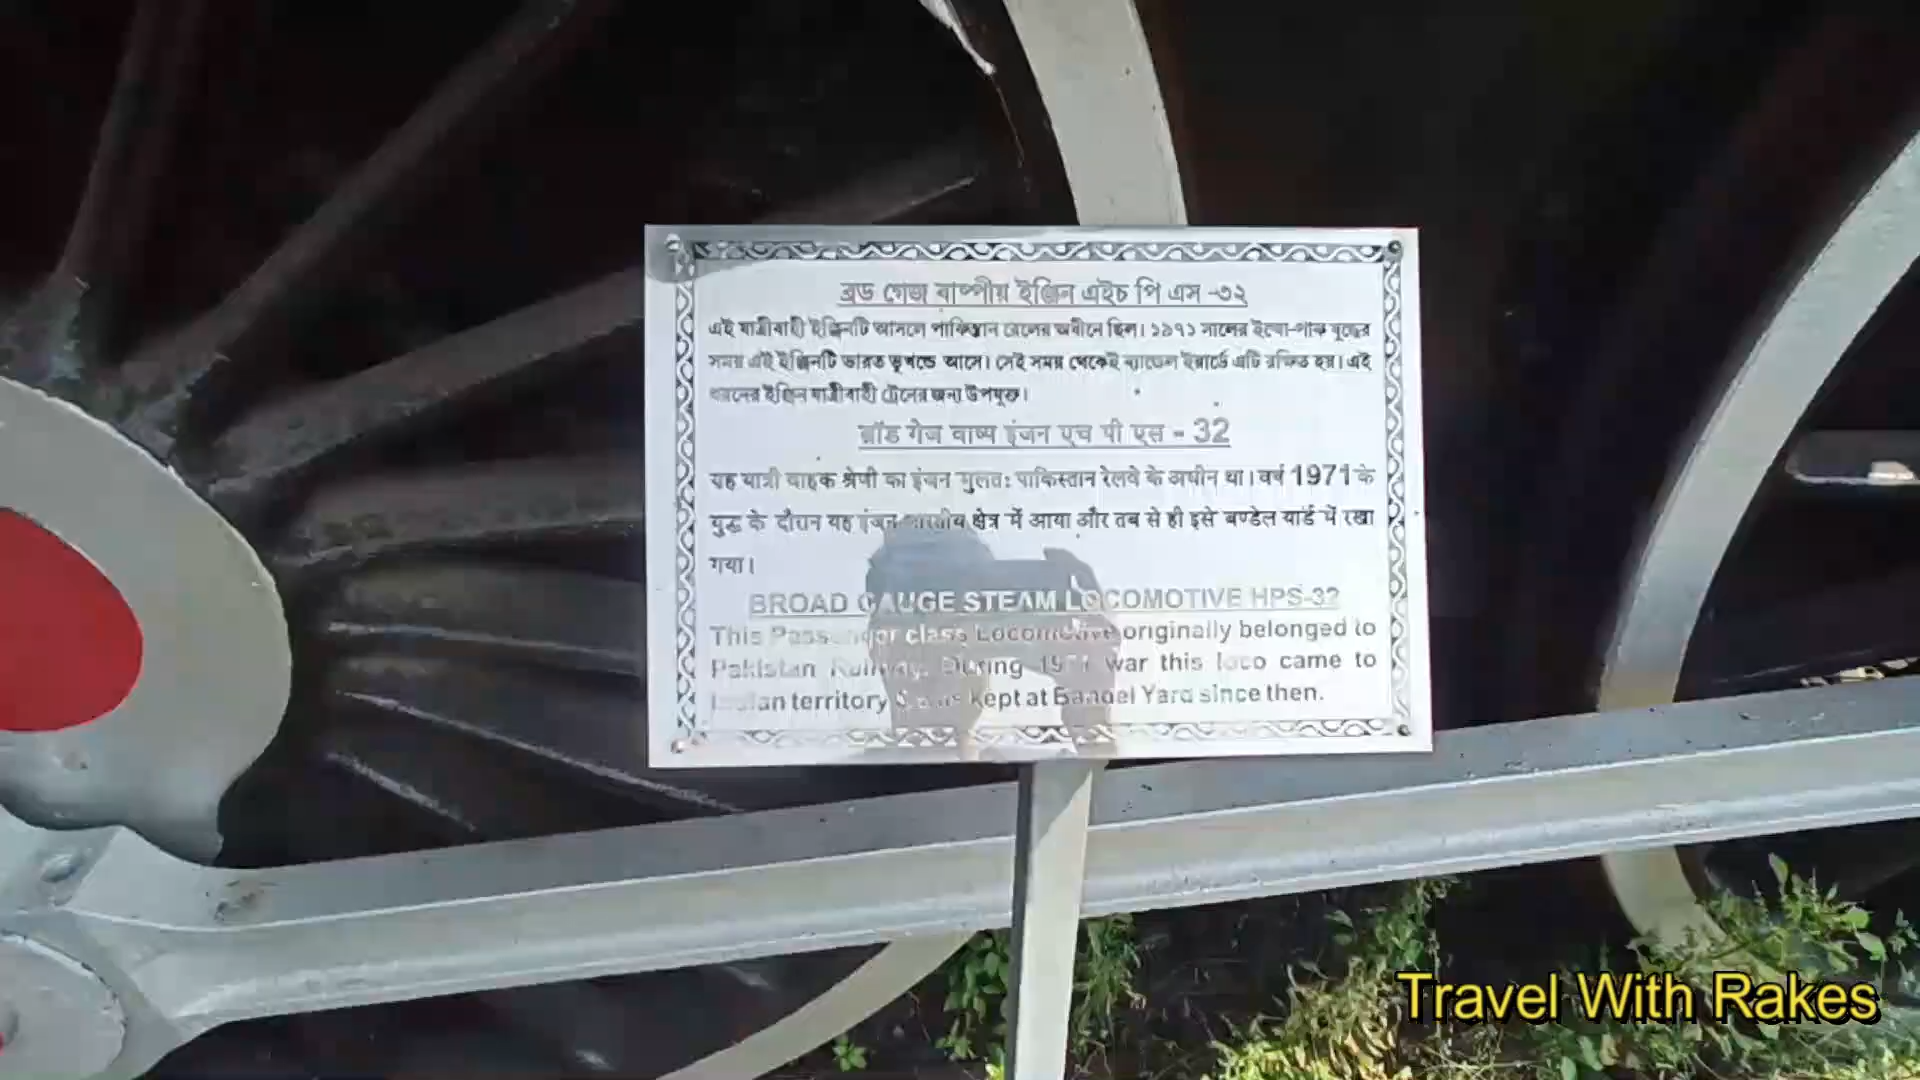 ব্রড গেজ বাষ্পীয় ইঞ্জিন এইচ পি এস -৩২
এই যাত্রীবাহী ইঞ্জিনটি আসলে পাকিস্তান রেলের অধীনে ছিল। ১৯৭১ সালের ইন্দো-পাক যুদ্ধের
সময় এই ইঞ্জিনটি ভারত ভূখন্ডে আসে। সেই সময় থেকেই ব্যান্ডেল ইয়ার্ডে এটি রক্ষিত হয়। এই
ধরনের ইঞ্জিন যাত্রীবাহী ট্রেনের জন্য উপযুক্ত।
ब्रॉड गेज वाष्प इंजन एच पी एस - 32
यह यात्री वाहक श्रेणी का इंजन मुलतः पाकिस्तान रेलवे के अधीन था। वर्ष 1971 के
युद्ध के दौरान यह इंजन भारतीय क्षेत्र में आया और तब से ही इसे बण्डेल यार्ड में रखा
गया।
BROAD GAUGE STEAM LOCOMOTIVE HPS-32
This Passenger class Locomotive originally belonged to
Pakistan Railway. During 1971 war this loco came to
Indian territory & was kept at Bandel Yard since then.
Travel With Rakes